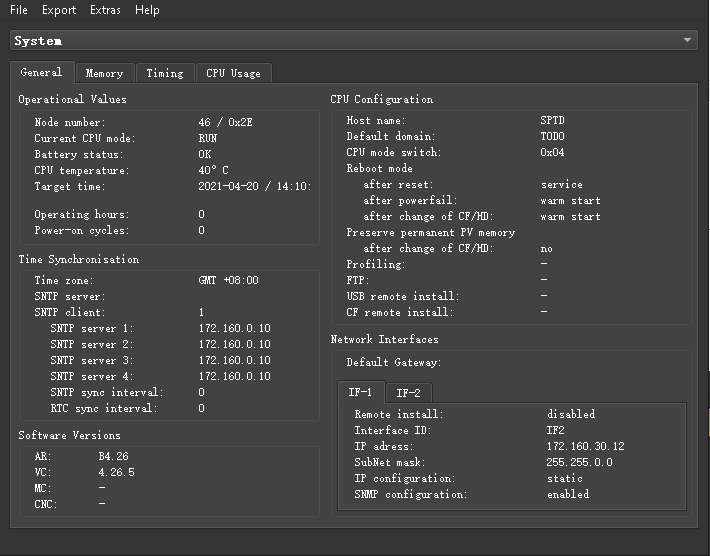 File Export Extras Help
System
General Memory Timing CPU Usage
Operational Values
Node number: 46 / 0x2E
Current CPU mode: RUN
Battery status: OK
CPU temperature: 40° C
Target time: 2021-04-20 / 14:10:
Operating hours: 0
Power-on cycles: 0
Time Synchronisation
Time zone: GMT +08:00
SNTP server:
SNTP client: 1
SNTP server 1: 172.160.0.10
SNTP server 2: 172.160.0.10
SNTP server 3: 172.160.0.10
SNTP server 4: 172.160.0.10
SNTP sync interval: 0
RTC sync interval: 0
Software Versions
AR: B4.26
VC: 4.26.5
MC: -
CNC: -
CPU Configuration
Host name: SPTD
Default domain: TODO
CPU mode switch: 0x04
Reboot mode
after reset: service
after powerfail: warm start
after change of CF/HD: warm start
Preserve permanent PV memory
after change of CF/HD: no
Profiling: -
FTP: -
USB remote install: -
CF remote install: -
Network Interfaces
Default Gateway:
IF-1 IF-2
Remote install: disabled
Interface ID: IF2
IP adress: 172.160.30.12
SubNet mask: 255.255.0.0
IP configuration: static
SNMP configuration: enabled